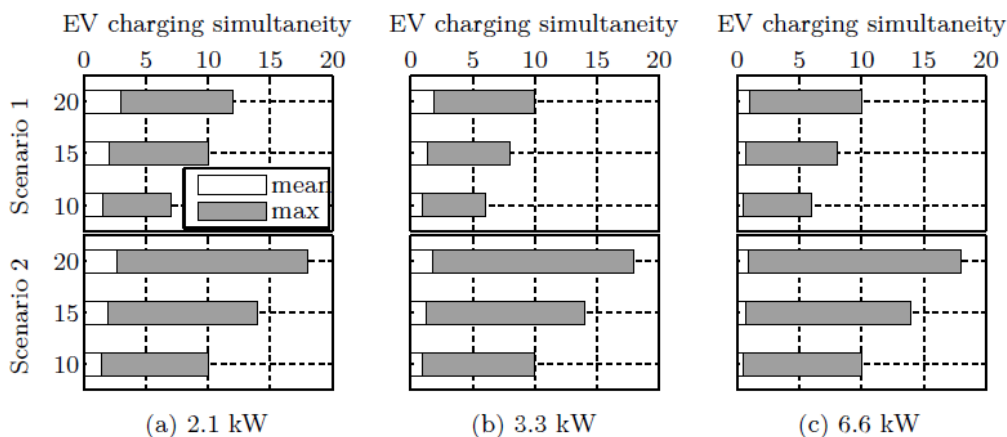 EV charging simultaneity EV charging simultaneity EV charging simultaneity
0 5 10 15 20 0 5 10 15 20 0 5 10 15 20
Scenario 1
20
15
10
mean
max
Scenario 2
20
15
10
(a) 2.1 kW (b) 3.3 kW (c) 6.6 kW